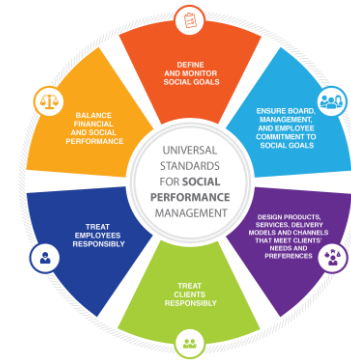 DEFINE
AND MONITOR
SOCIAL GOALS
ENSURE BOARD,
MANAGEMENT,
AND EMPLOYEE
COMMITMENT TO
SOCIAL GOALS
DESIGN PRODUCTS,
SERVICES, DELIVERY
MODELS AND CHANNELS
THAT MEET CLIENTS'
NEEDS AND
PREFERENCES
TREAT
CLIENTS
RESPONSIBLY
TREAT
EMPLOYEES
RESPONSIBLY
BALANCE
FINANCIAL
AND SOCIAL
PERFORMANCE
UNIVERSAL
STANDARDS
FOR SOCIAL
PERFORMANCE
MANAGEMENT